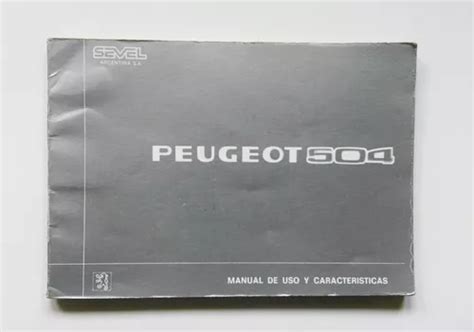 SEVEL
ARGENTINA S.A.
PEUGEOT 504
MANUAL DE USO Y CARACTERISTICAS